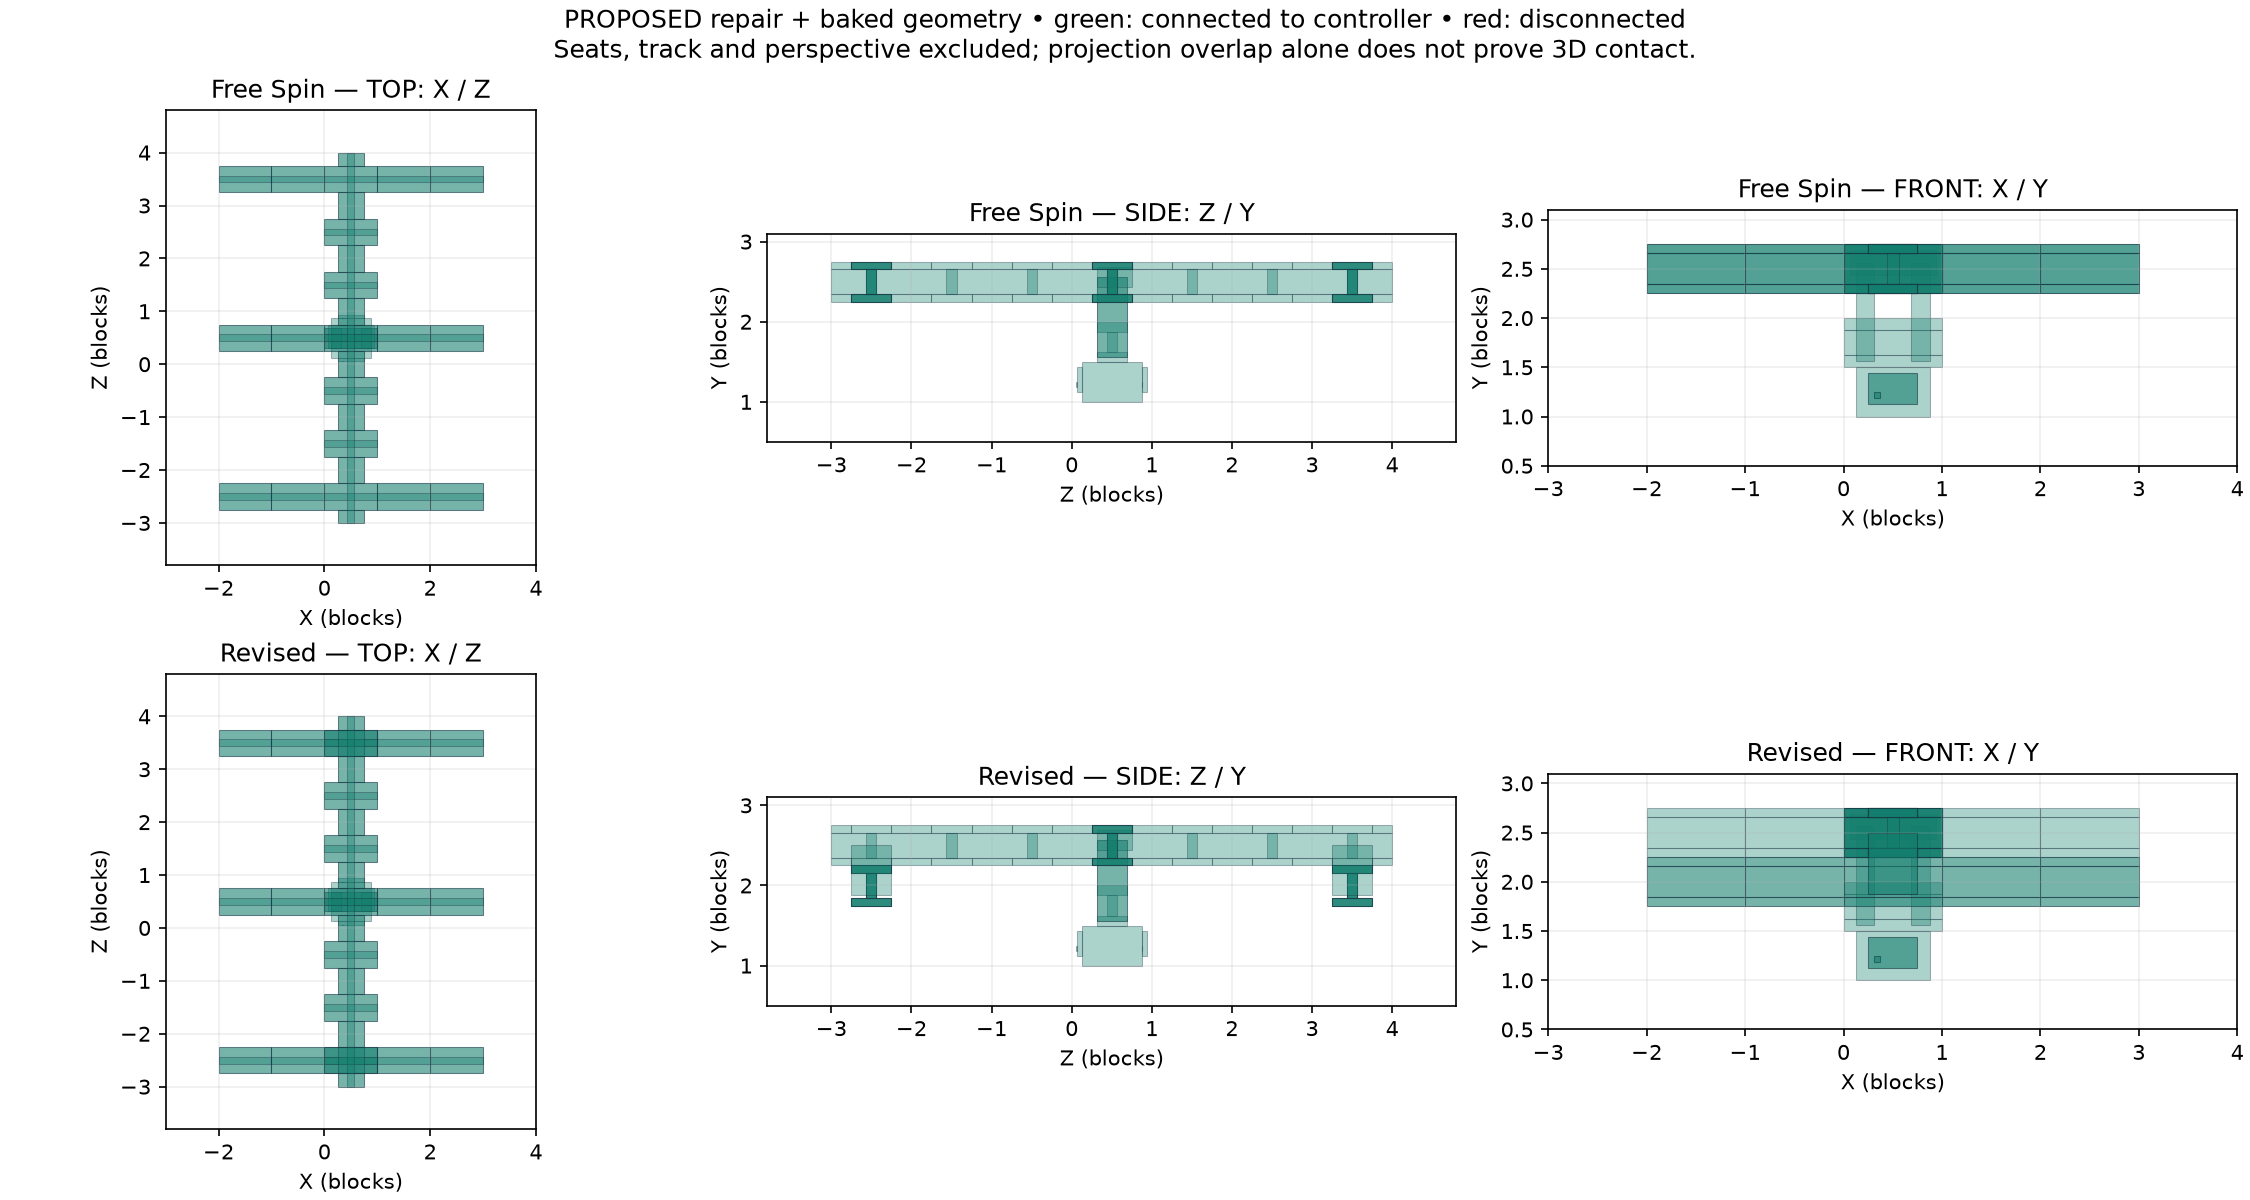 PROPOSED repair + baked geometry • green: connected to controller • red: disconnected
Seats, track and perspective excluded; projection overlap alone does not prove 3D contact.
Free Spin — TOP: X / Z
4
3
2
1
0
−1
−2
−3
Z (blocks)
−2 0 2 4
X (blocks)
Free Spin — SIDE: Z / Y
3
2
1
Y (blocks)
−3 −2 −1 0 1 2 3 4
Z (blocks)
Free Spin — FRONT: X / Y
3.0
2.5
2.0
1.5
1.0
0.5
Y (blocks)
−3 −2 −1 0 1 2 3 4
X (blocks)
Revised — TOP: X / Z
4
3
2
1
0
−1
−2
−3
Z (blocks)
−2 0 2 4
X (blocks)
Revised — SIDE: Z / Y
3
2
1
Y (blocks)
−3 −2 −1 0 1 2 3 4
Z (blocks)
Revised — FRONT: X / Y
3.0
2.5
2.0
1.5
1.0
0.5
Y (blocks)
−3 −2 −1 0 1 2 3 4
X (blocks)